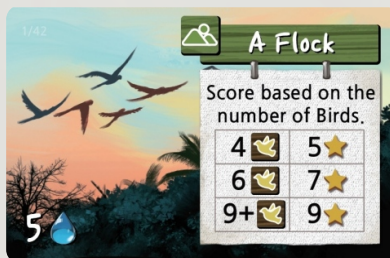 1/42
A Flock
Score based on the
number of Birds.
4 5
6 7
9+ 9
5